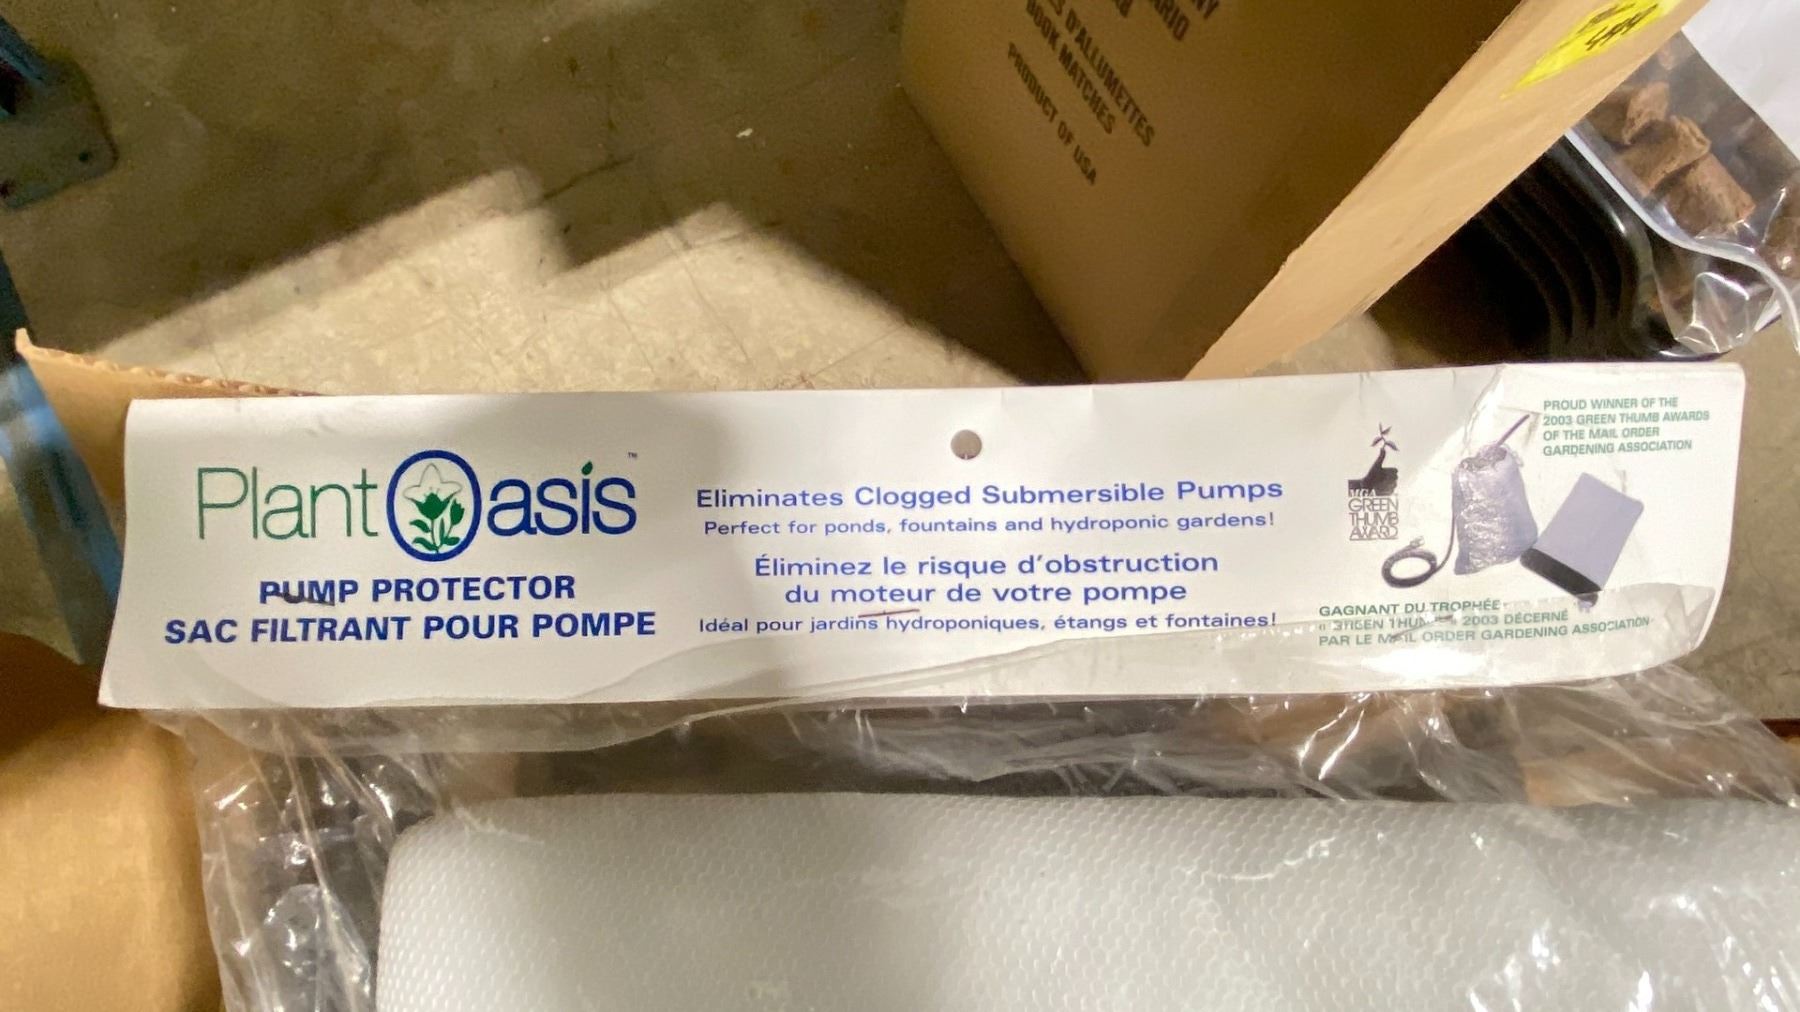 D'ALLUMETTES
BOOK MATCHES
PRODUCT OF USA
PlantOasis™
PUMP PROTECTOR
SAC FILTRANT POUR POMPE
Eliminates Clogged Submersible Pumps
Perfect for ponds, fountains and hydroponic gardens!
Éliminez le risque d'obstruction
du moteur de votre pompe
Idéal pour jardins hydroponiques, étangs et fontaines!
MGA
GREEN
THUMB
AWARD
PROUD WINNER OF THE
2003 GREEN THUMB AWARDS
OF THE MAIL ORDER
GARDENING ASSOCIATION
GAGNANT DU TROPHÉE
2003 DÉCERNÉ
PAR LE MAIL ORDER GARDENING ASSOCIATION